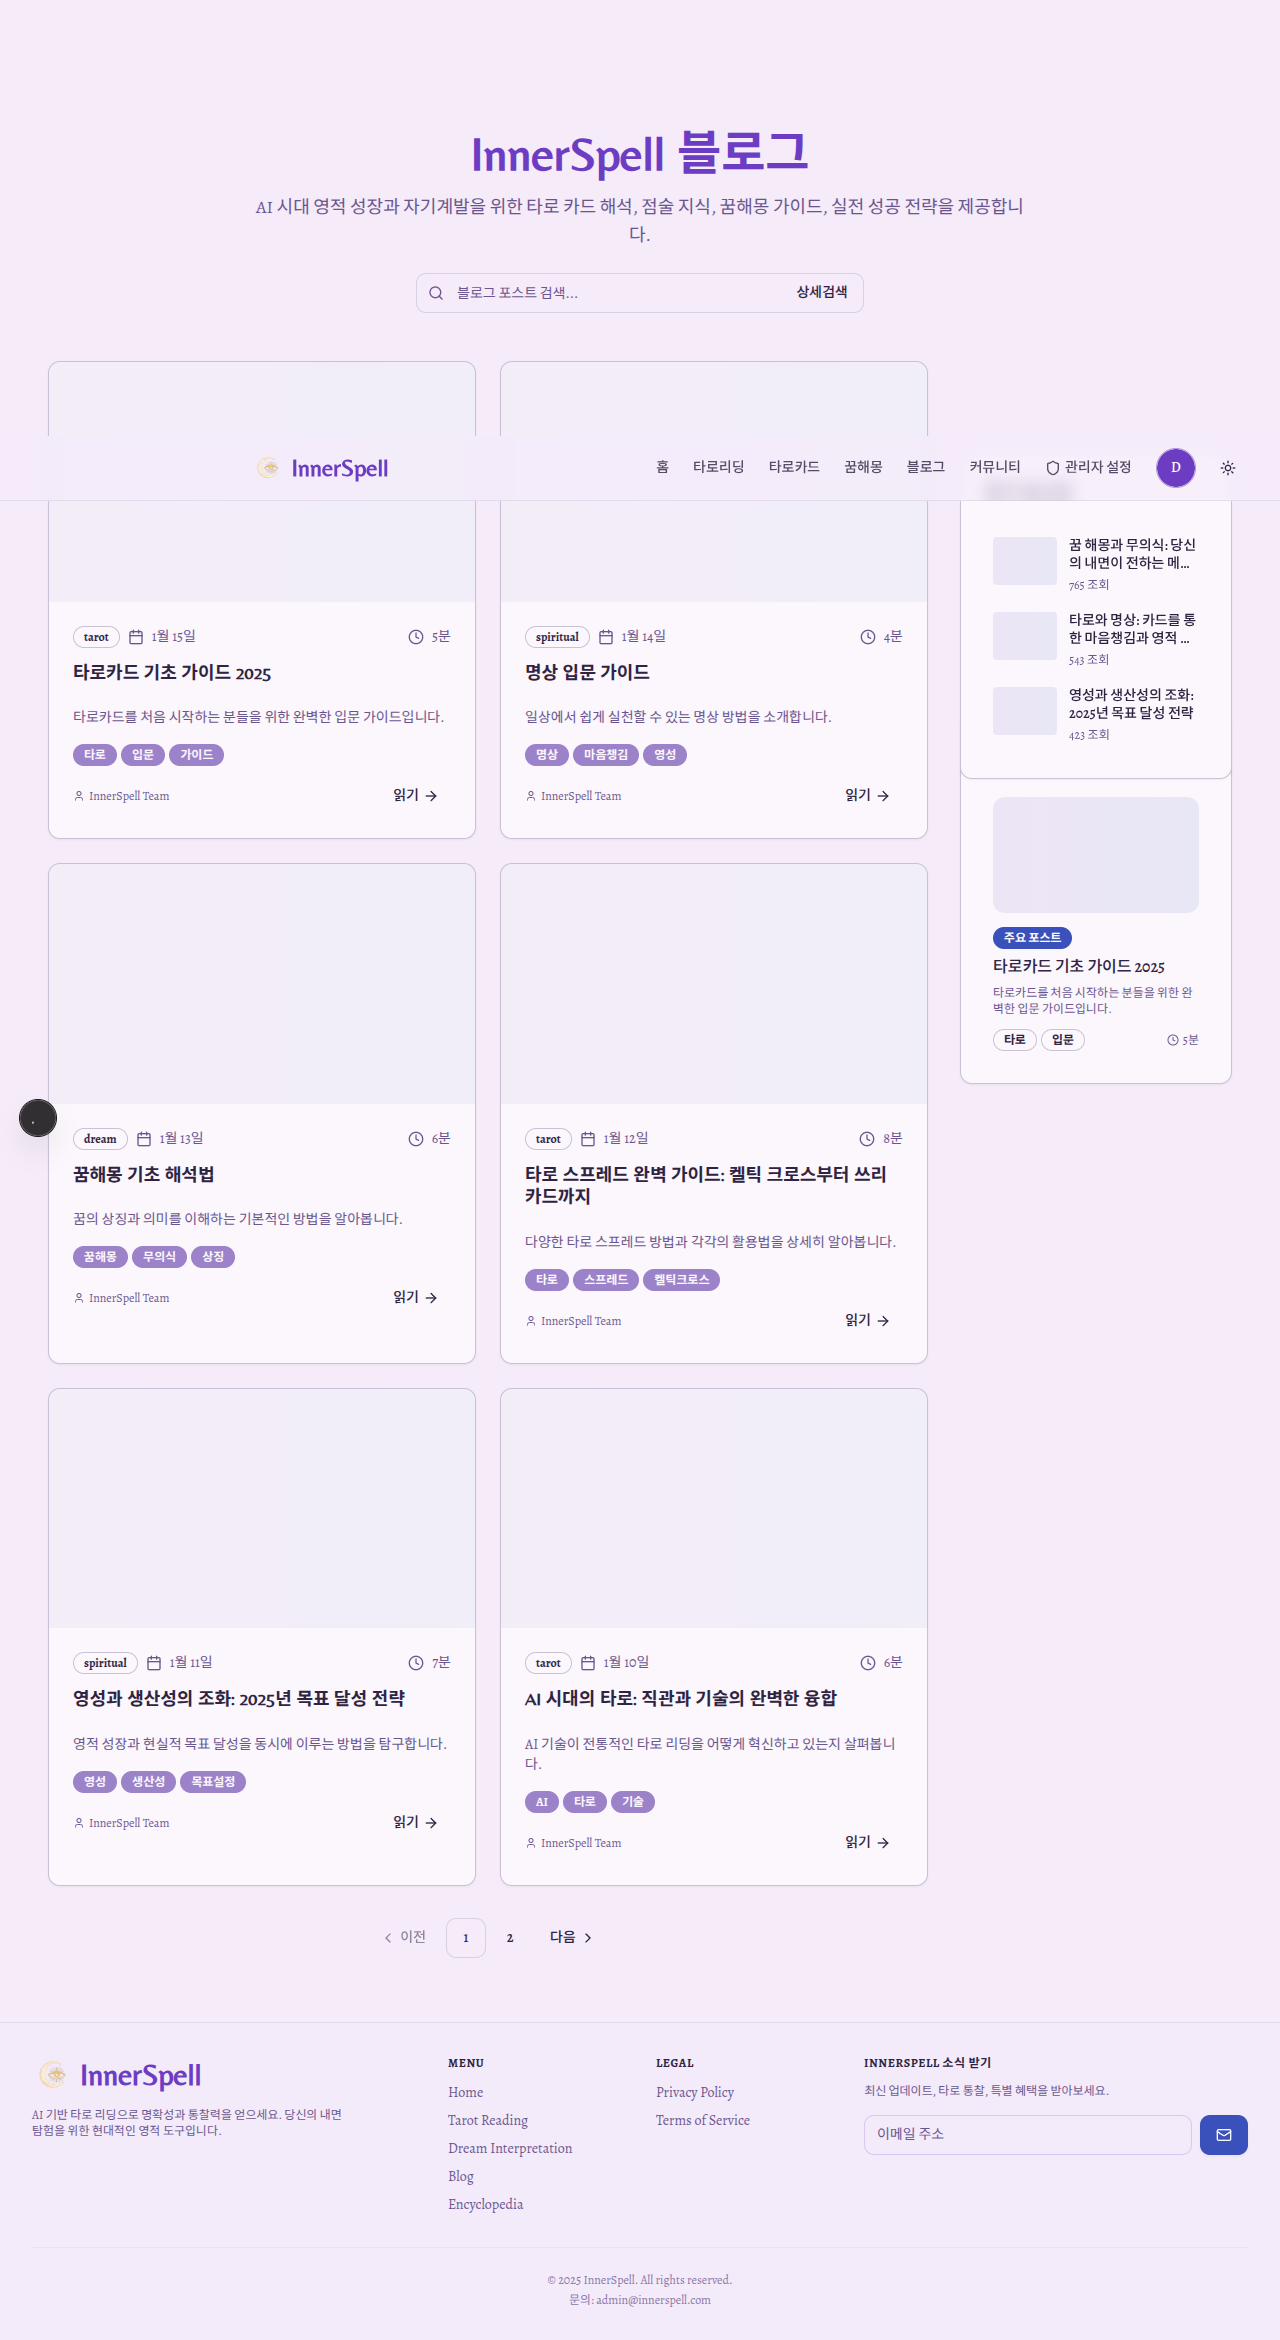 InnerSpell 블로그
AI 시대 영적 성장과 자기계발을 위한 타로 카드 해석, 점술 지식, 꿈해몽 가이드, 실전 성공 전략을 제공합니
다.
블로그 포스트 검색...
상세검색
InnerSpell
홈
타로리딩
타로카드
꿈해몽
블로그
커뮤니티
관리자 설정
D
tarot
1월 15일
5분
타로카드 기초 가이드 2025
타로카드를 처음 시작하는 분들을 위한 완벽한 입문 가이드입니다.
타로
입문
가이드
InnerSpell Team
읽기
spiritual
1월 14일
4분
명상 입문 가이드
일상에서 쉽게 실천할 수 있는 명상 방법을 소개합니다.
명상
마음챙김
영성
InnerSpell Team
읽기
dream
1월 13일
6분
꿈해몽 기초 해석법
꿈의 상징과 의미를 이해하는 기본적인 방법을 알아봅니다.
꿈해몽
무의식
상징
InnerSpell Team
읽기
tarot
1월 12일
8분
타로 스프레드 완벽 가이드: 켈틱 크로스부터 쓰리
카드까지
다양한 타로 스프레드 방법과 각각의 활용법을 상세히 알아봅니다.
타로
스프레드
켈틱크로스
InnerSpell Team
읽기
spiritual
1월 11일
7분
영성과 생산성의 조화: 2025년 목표 달성 전략
영적 성장과 현실적 목표 달성을 동시에 이루는 방법을 탐구합니다.
영성
생산성
목표설정
InnerSpell Team
읽기
tarot
1월 10일
6분
AI 시대의 타로: 직관과 기술의 완벽한 융합
AI 기술이 전통적인 타로 리딩을 어떻게 혁신하고 있는지 살펴봅니
다.
AI
타로
기술
InnerSpell Team
읽기
이전
1
2
다음
꿈 해몽과 무의식: 당신
의 내면이 전하는 메...
765 조회
타로와 명상: 카드를 통
한 마음챙김과 영적 ...
543 조회
영성과 생산성의 조화:
2025년 목표 달성 전략
423 조회
주요 포스트
타로카드 기초 가이드 2025
타로카드를 처음 시작하는 분들을 위한 완
벽한 입문 가이드입니다.
타로
입문
5분
InnerSpell
AI 기반 타로 리딩으로 명확성과 통찰력을 얻으세요. 당신의 내면
탐험을 위한 현대적인 영적 도구입니다.
MENU
Home
Tarot Reading
Dream Interpretation
Blog
Encyclopedia
LEGAL
Privacy Policy
Terms of Service
INNERSPELL 소식 받기
최신 업데이트, 타로 통찰, 특별 혜택을 받아보세요.
이메일 주소
© 2025 InnerSpell. All rights reserved.
문의: admin@innerspell.com